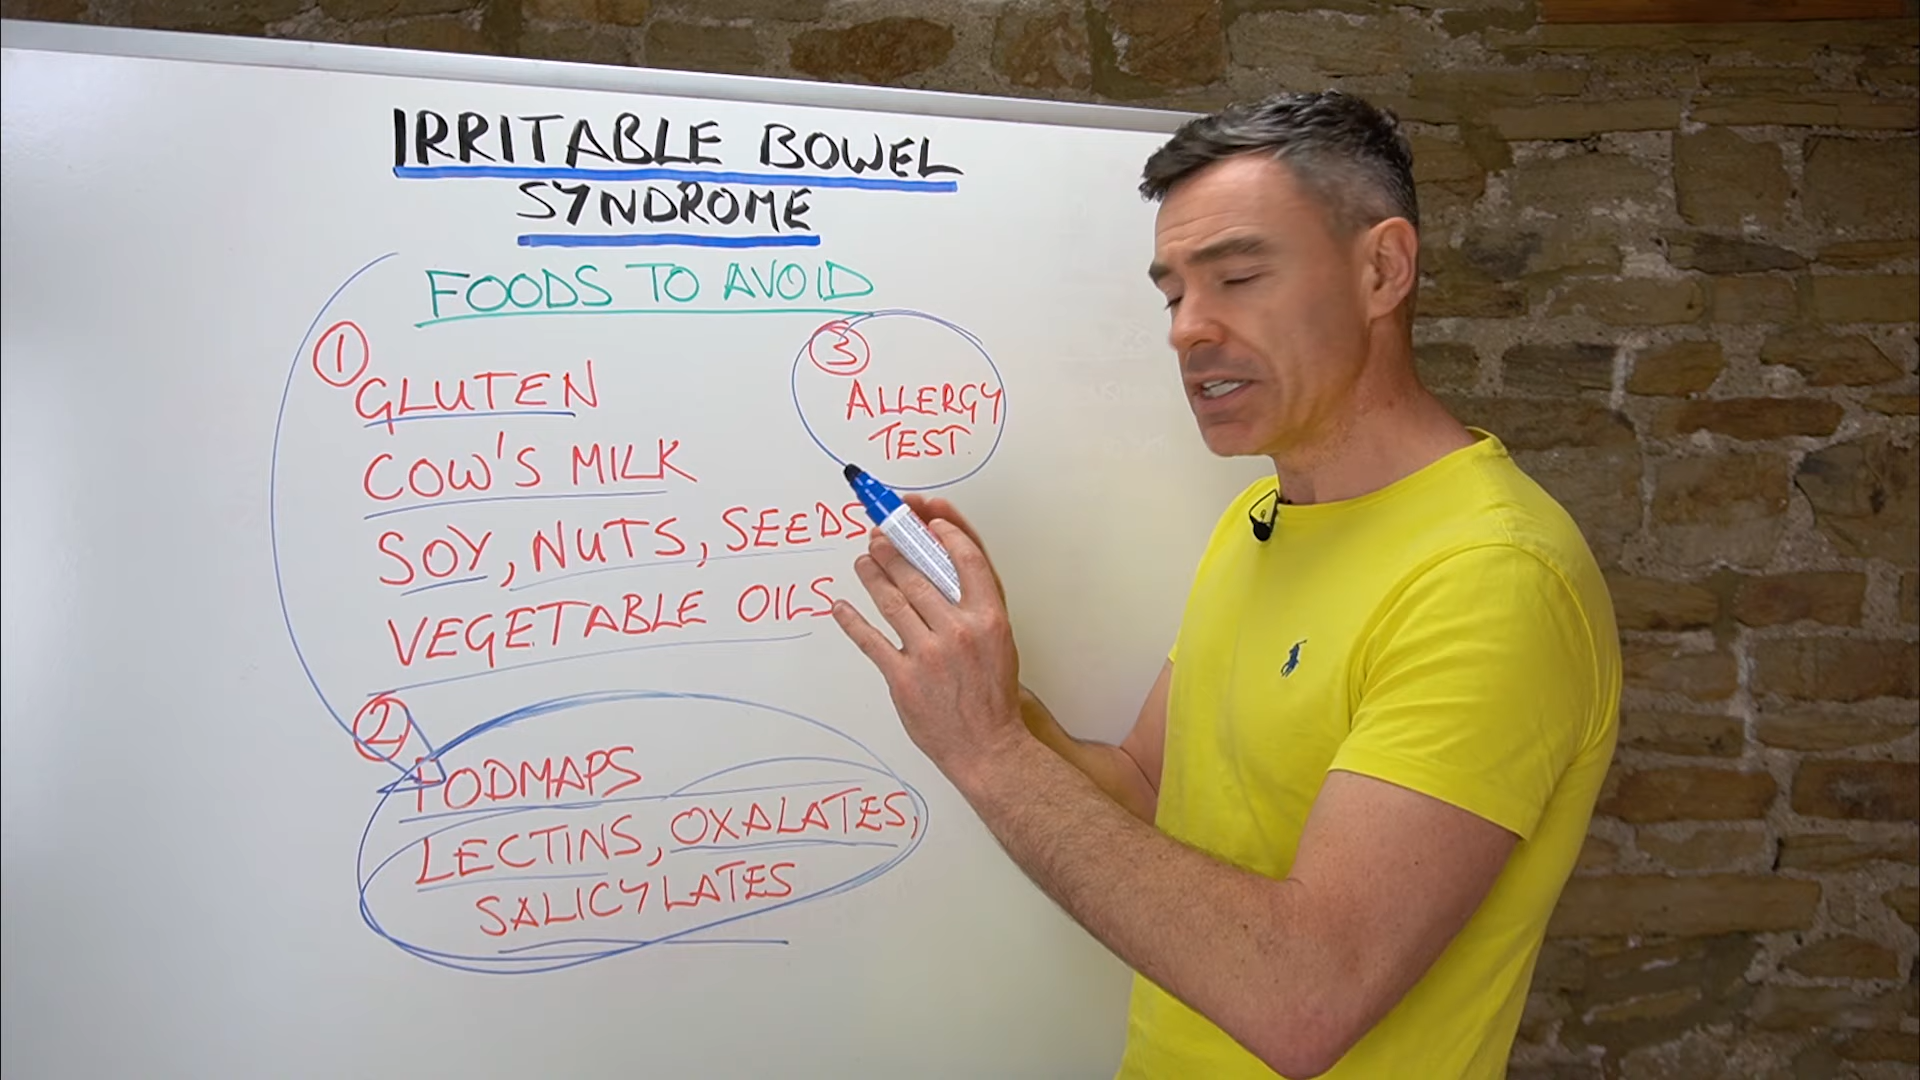 IRRITABLE BOWEL
SYNDROME
FOODS TO AVOID
1
GLUTEN
COW'S MILK
SOY, NUTS, SEEDS
VEGETABLE OILS
2
FODMAPS
LECTINS, OXALATES,
SALICYLATES
3
ALLERGY
TEST.